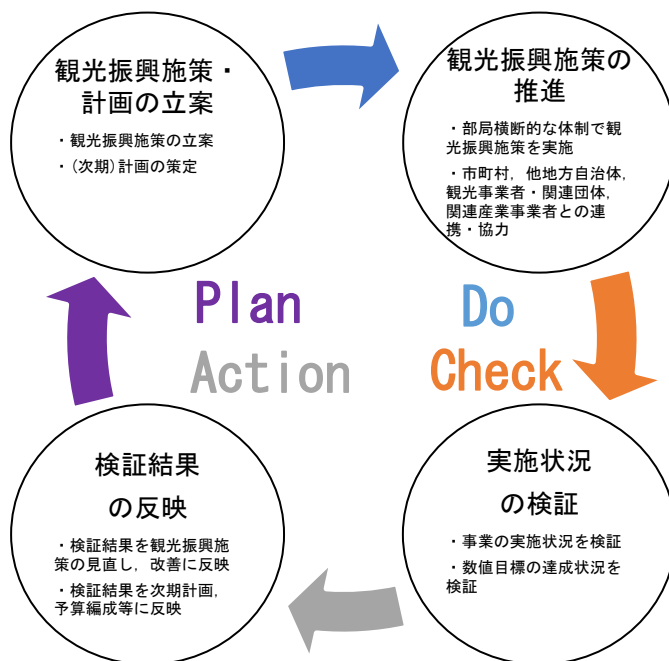 観光振興施策・
計画の立案
・観光振興施策の立案
・(次期)計画の策定
観光振興施策の
推進
・部局横断的な体制で観
光振興施策を実施
・市町村，他地方自治体，
観光事業者・関連団体，
関連産業事業者との連
携・協力
Plan
Do
Action
Check
検証結果
の反映
・検証結果を観光振興施
策の見直し，改善に反映
・検証結果を次期計画，
予算編成等に反映
実施状況
の検証
・事業の実施状況を検証
・数値目標の達成状況を
検証